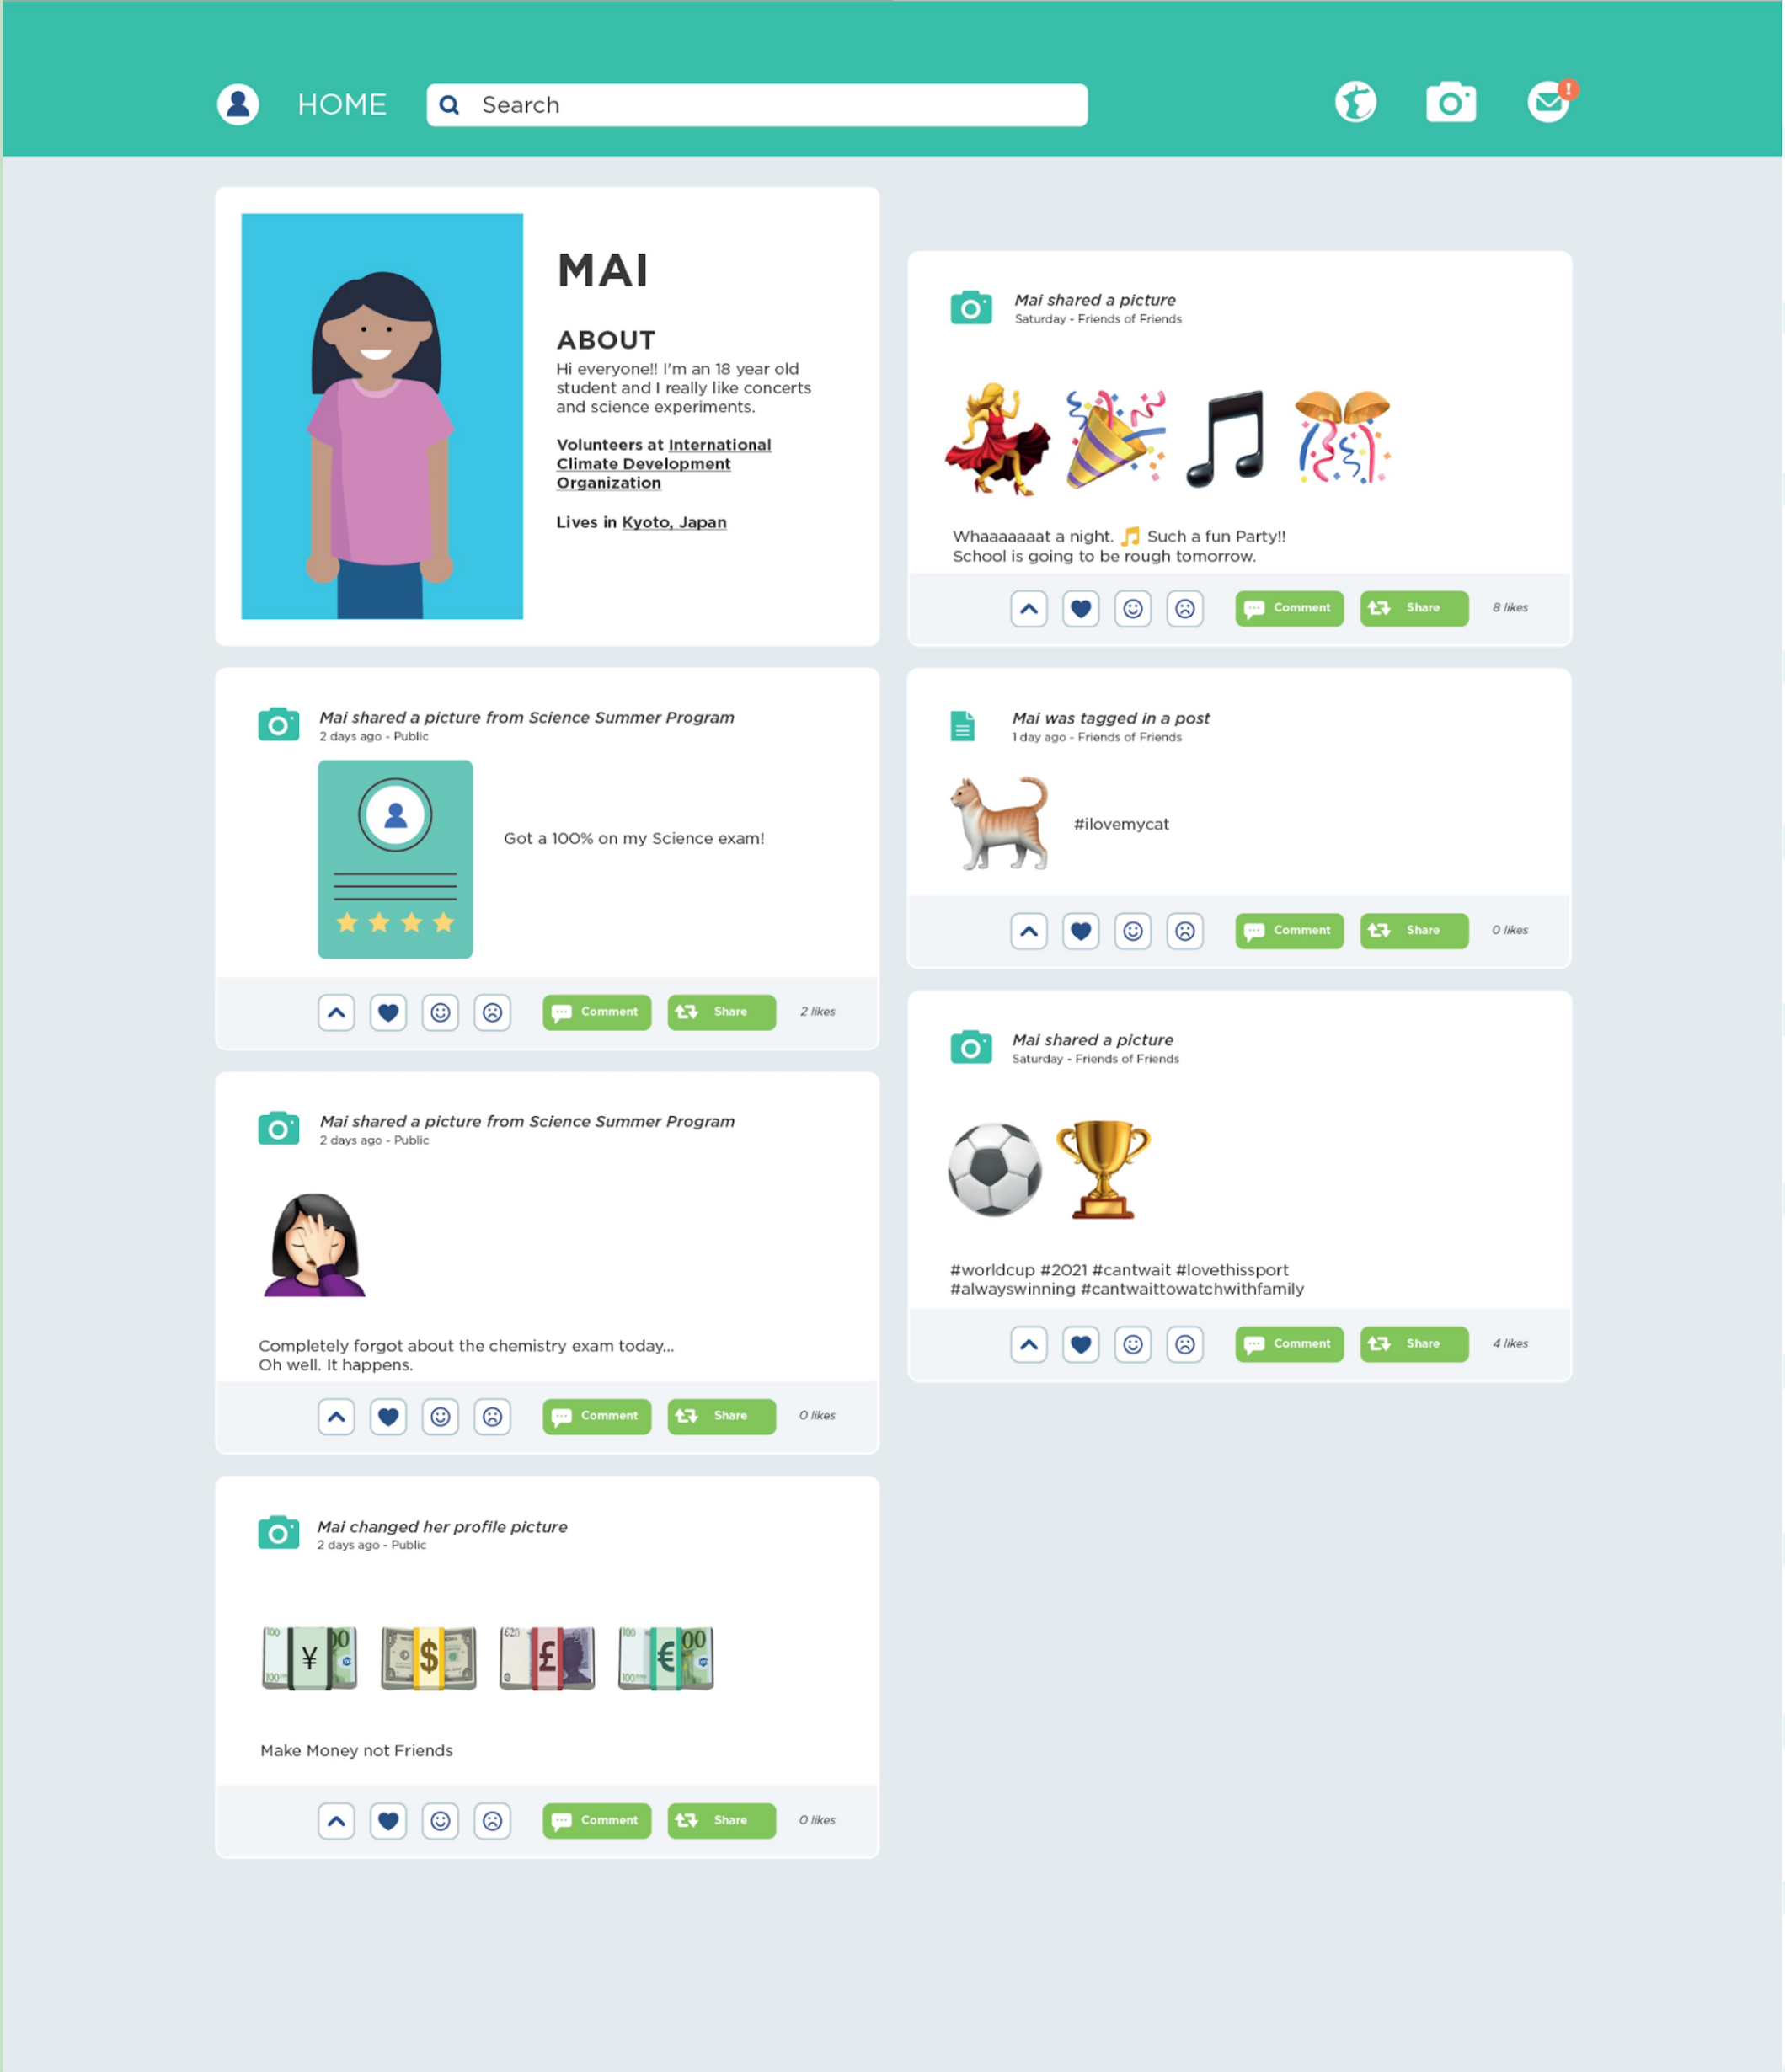 HOME
Search
MAI
ABOUT
Hi everyone!! I'm an 18 year old
student and I really like concerts
and science experiments.
Volunteers at International
Climate Development
Organization
Lives in Kyoto, Japan
Mai shared a picture from Science Summer Program
2 days ago - Public
Got a 100% on my Science exam!
Comment
Share
2 likes
Mai shared a picture from Science Summer Program
2 days ago - Public
Completely forgot about the chemistry exam today...
Oh well. It happens.
Comment
Share
0 likes
Mai changed her profile picture
2 days ago - Public
100 ¥ 00 100
$
£20 £
100 € 00 100
Make Money not Friends
Comment
Share
0 likes
Mai shared a picture
Saturday - Friends of Friends
Whaaaaaaat a night. 🎵 Such a fun Party!!
School is going to be rough tomorrow.
Comment
Share
8 likes
Mai was tagged in a post
1 day ago - Friends of Friends
#ilovemycat
Comment
Share
0 likes
Mai shared a picture
Saturday - Friends of Friends
#worldcup #2021 #cantwait #lovethissport
#alwayswinning #cantwaittowatchwithfamily
Comment
Share
4 likes